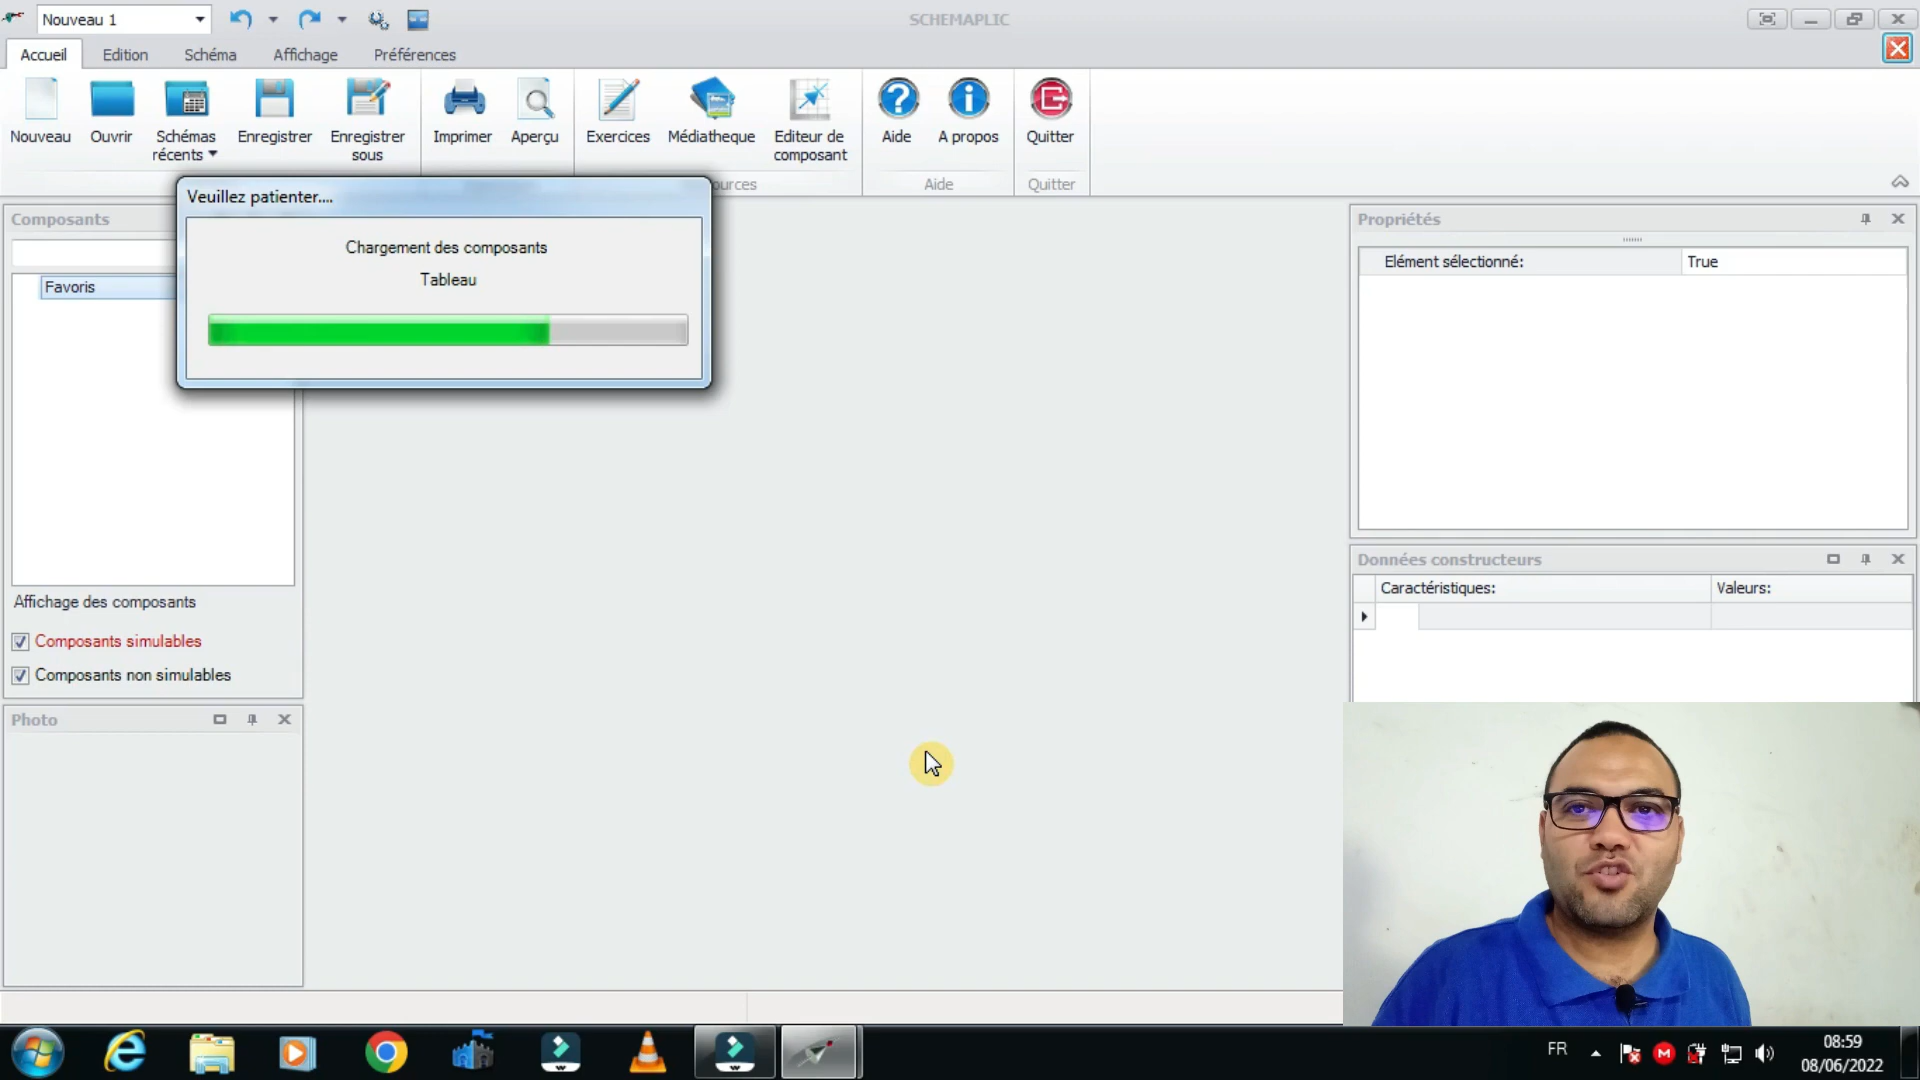 Nouveau 1
SCHEMAPLIC
Accueil
Edition
Schéma
Affichage
Préférences
Nouveau
Ouvrir
Schémas
récents
Enregistrer
Enregistrer
sous
Imprimer
Aperçu
Exercices
Médiatheque
Editeur de
composant
Aide
A propos
Quitter
Aide
Quitter
Veuillez patienter....
Chargement des composants
Tableau
Composants
Favoris
Affichage des composants
Composants simulables
Composants non simulables
Photo
Propriétés
Elément sélectionné:
True
Données constructeurs
Caractéristiques:
Valeurs:
FR
08:59
08/06/2022